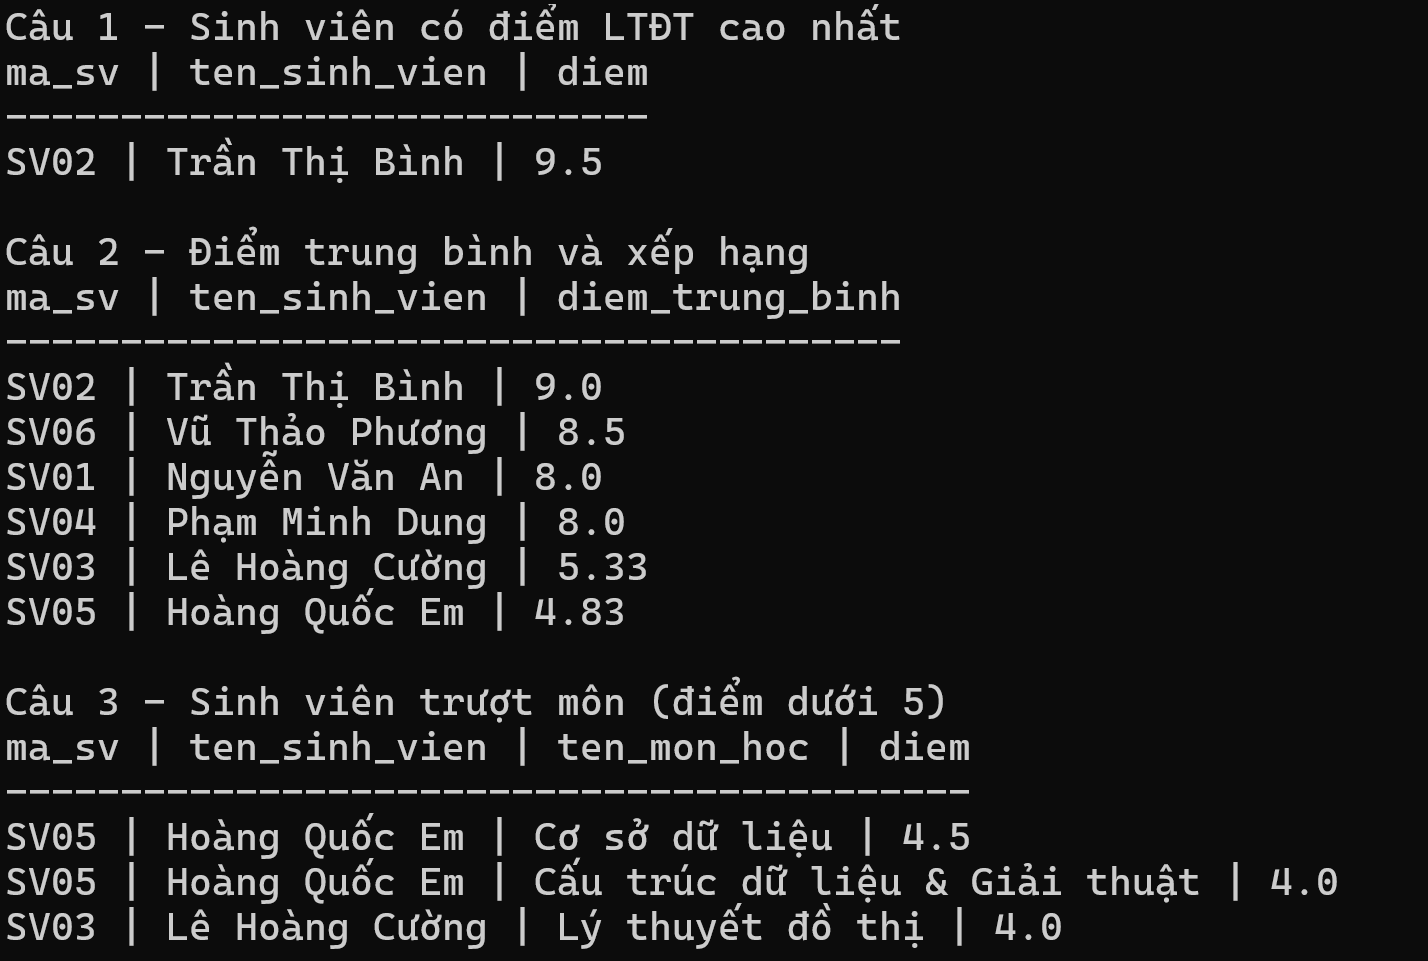 Câu 1 - Sinh viên có điểm LTĐT cao nhất
ma_sv | ten_sinh_vien | diem
----------------------------
SV02 | Trần Thị Bình | 9.5
Câu 2 - Điểm trung bình và xếp hạng
ma_sv | ten_sinh_vien | diem_trung_binh
---------------------------------------
SV02 | Trần Thị Bình | 9.0
SV06 | Vũ Thảo Phương | 8.5
SV01 | Nguyễn Văn An | 8.0
SV04 | Phạm Minh Dung | 8.0
SV03 | Lê Hoàng Cường | 5.33
SV05 | Hoàng Quốc Em | 4.83
Câu 3 - Sinh viên trượt môn (điểm dưới 5)
ma_sv | ten_sinh_vien | ten_mon_hoc | diem
------------------------------------------
SV05 | Hoàng Quốc Em | Cơ sở dữ liệu | 4.5
SV05 | Hoàng Quốc Em | Cấu trúc dữ liệu & Giải thuật | 4.0
SV03 | Lê Hoàng Cường | Lý thuyết đồ thị | 4.0